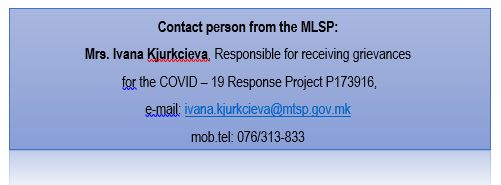 Contact person from the MLSP:
Mrs. Ivana Kjurkcieva, Responsible for receiving grievances
for the COVID – 19 Response Project P173916,
e-mail: ivana.kjurkcieva@mtsp.gov.mk
mob.tel: 076/313-833